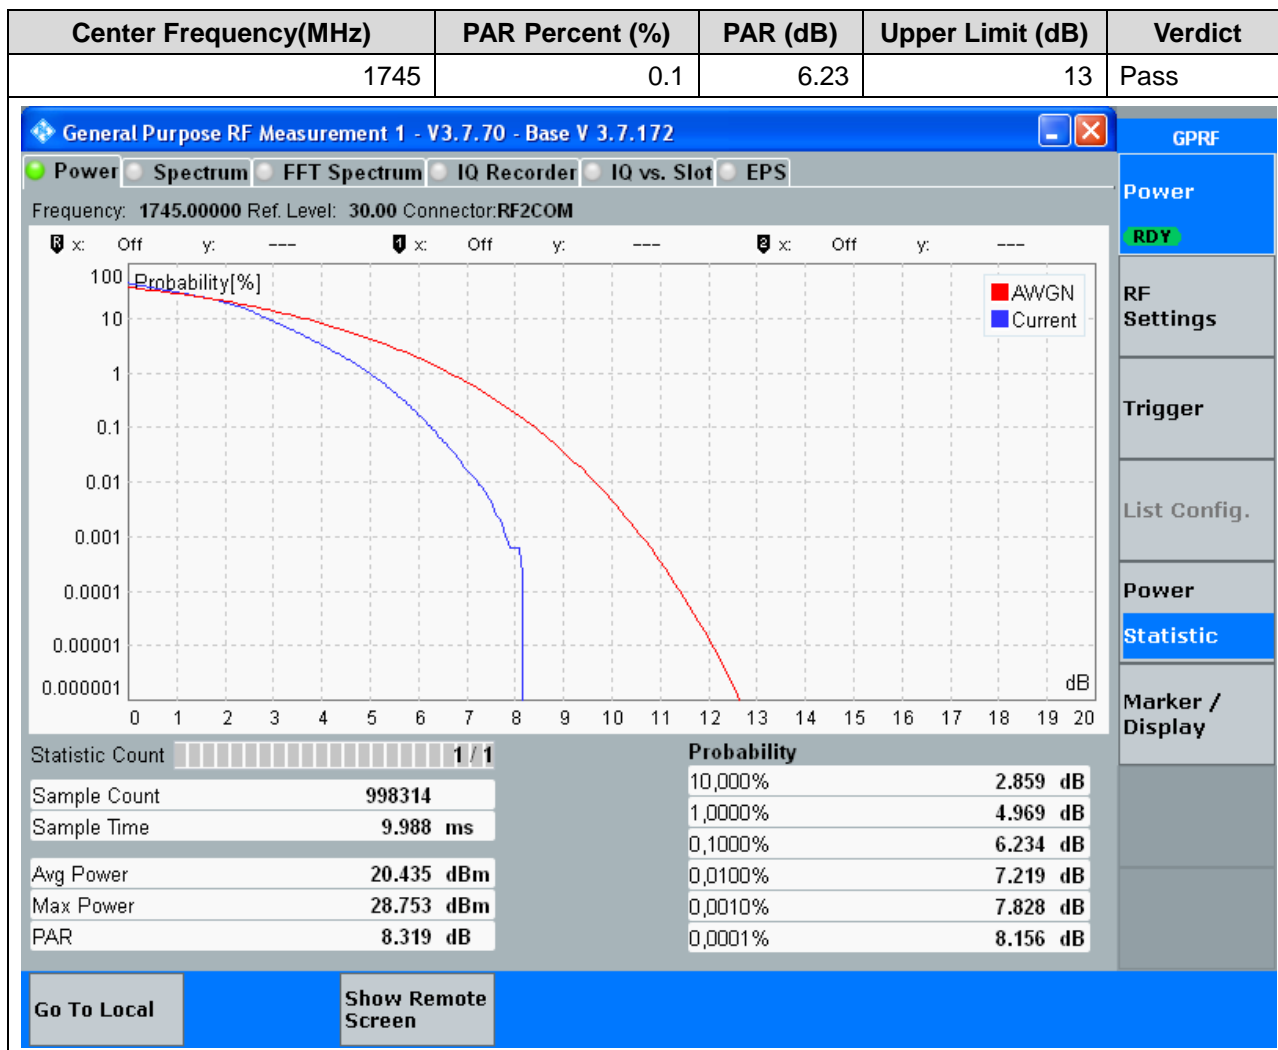 Center Frequency(MHz) PAR Percent (%) PAR (dB) Upper Limit (dB) Verdict
1745 0.1 6.23 13 Pass
General Purpose RF Measurement 1 - V3.7.70 - Base V 3.7.172
GPRF
Power Spectrum FFT Spectrum IQ Recorder IQ vs. Slot EPS
Frequency: 1745.00000 Ref. Level: 30.00 Connector:RF2COM
R x: Off y: --- 1 x: Off y: --- 2 x: Off y: ---
Probability[%]
AWGN
Current
100
10
1
0.1
0.01
0.001
0.0001
0.00001
0.000001
dB
0 1 2 3 4 5 6 7 8 9 10 11 12 13 14 15 16 17 18 19 20
Statistic Count 1 / 1
Sample Count 998314
Sample Time 9.988 ms
Avg Power 20.435 dBm
Max Power 28.753 dBm
PAR 8.319 dB
Probability
10,000% 2.859 dB
1,0000% 4.969 dB
0,1000% 6.234 dB
0,0100% 7.219 dB
0,0010% 7.828 dB
0,0001% 8.156 dB
Power
RDY
RF
Settings
Trigger
List Config.
Power
Statistic
Marker /
Display
Go To Local
Show Remote
Screen